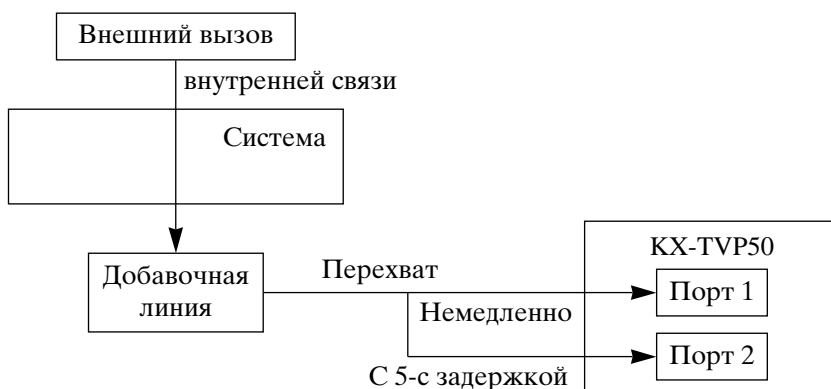 Внешний вызов
внутренней связи
Система
KX-TVP50
Добавочная
линия
Перехват
Порт 1
Немедленно
Порт 2
С 5-с задержкой